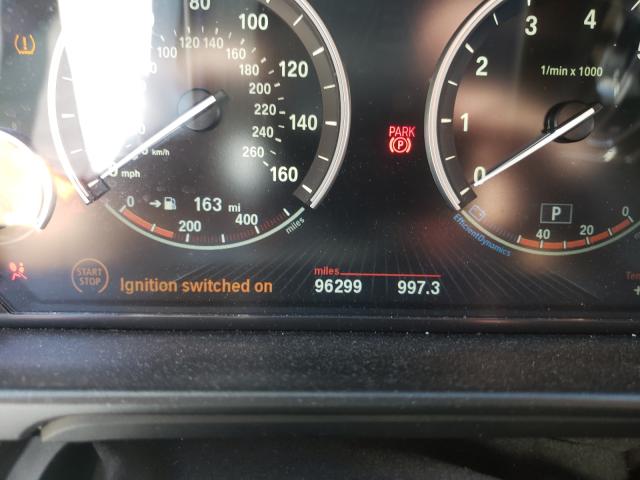 80
100
120
140
160
100 120 140
160
180
200
220
240
260
km/h
0 mph
163 mi
0
200
400
miles
PARK
P
0
1
2
3
1/min x 1000
P
EfficientDynamics
40
20
0
START
STOP
Ignition switched on
miles
96299
997.3